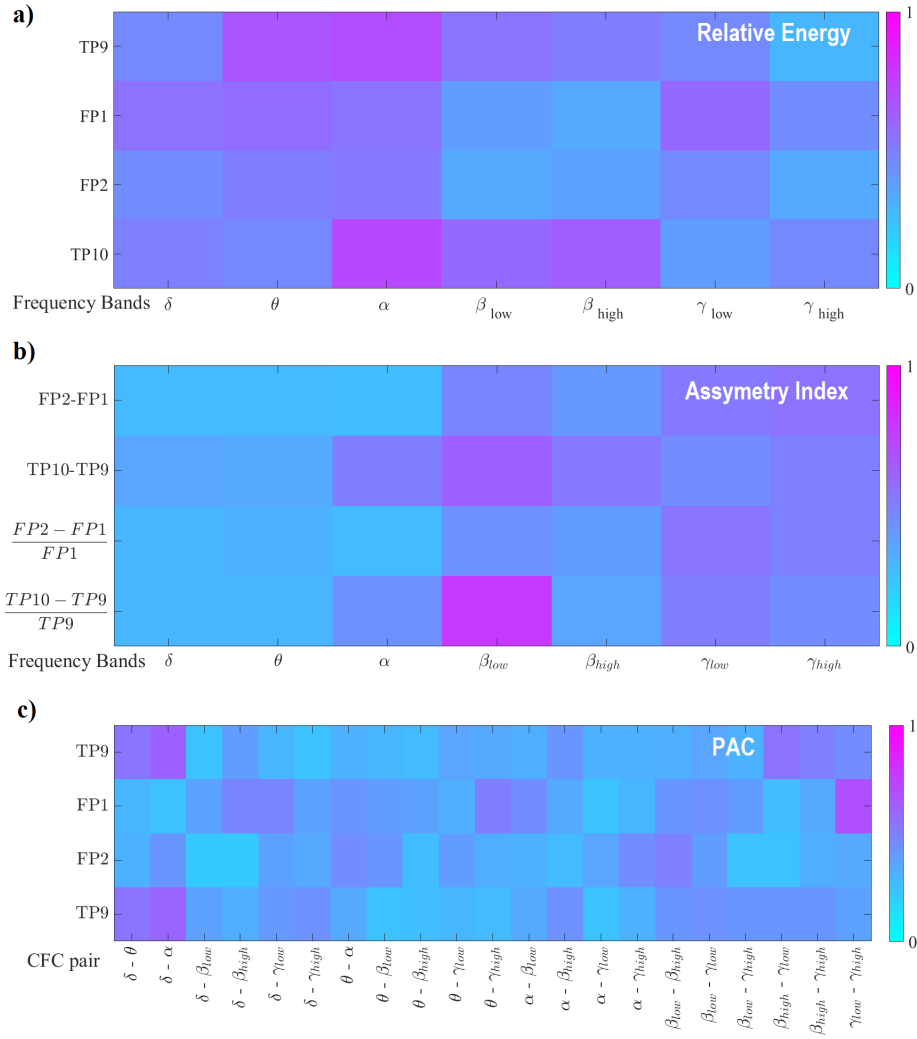 a)
Relative Energy
1
TP9
FP1
FP2
TP10
0
Frequency Bands δ θ α β low β high γ low γ high
b)
Assymetry Index
1
FP2-FP1
TP10-TP9
FP2 − FP1
FP1
TP10 − TP9
TP9
0
Frequency Bands δ θ α βlow βhigh γlow γhigh
c)
PAC
1
TP9
FP1
FP2
TP9
0
CFC pair
δ - θ
δ - α
δ - βlow
δ - βhigh
δ - γlow
δ - γhigh
θ - α
θ - βlow
θ - βhigh
θ - γlow
θ - γhigh
α - βlow
α - βhigh
α - γlow
α - γhigh
βlow - βhigh
βlow - γlow
βlow - γhigh
βhigh - γlow
βhigh - γhigh
γlow - γhigh